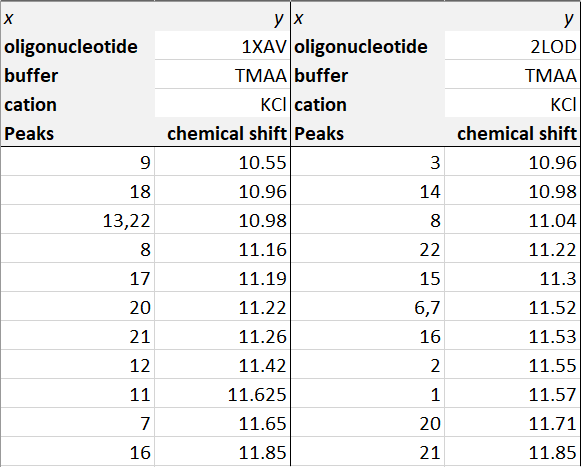 x y x y
oligonucleotide 1XAV oligonucleotide 2LOD
buffer TMAA buffer TMAA
cation KCl cation KCl
Peaks chemical shift Peaks chemical shift
9 10.55 3 10.96
18 10.96 14 10.98
13,22 10.98 8 11.04
8 11.16 22 11.22
17 11.19 15 11.3
20 11.22 6,7 11.52
21 11.26 16 11.53
12 11.42 2 11.55
11 11.625 1 11.57
7 11.65 20 11.71
16 11.85 21 11.85